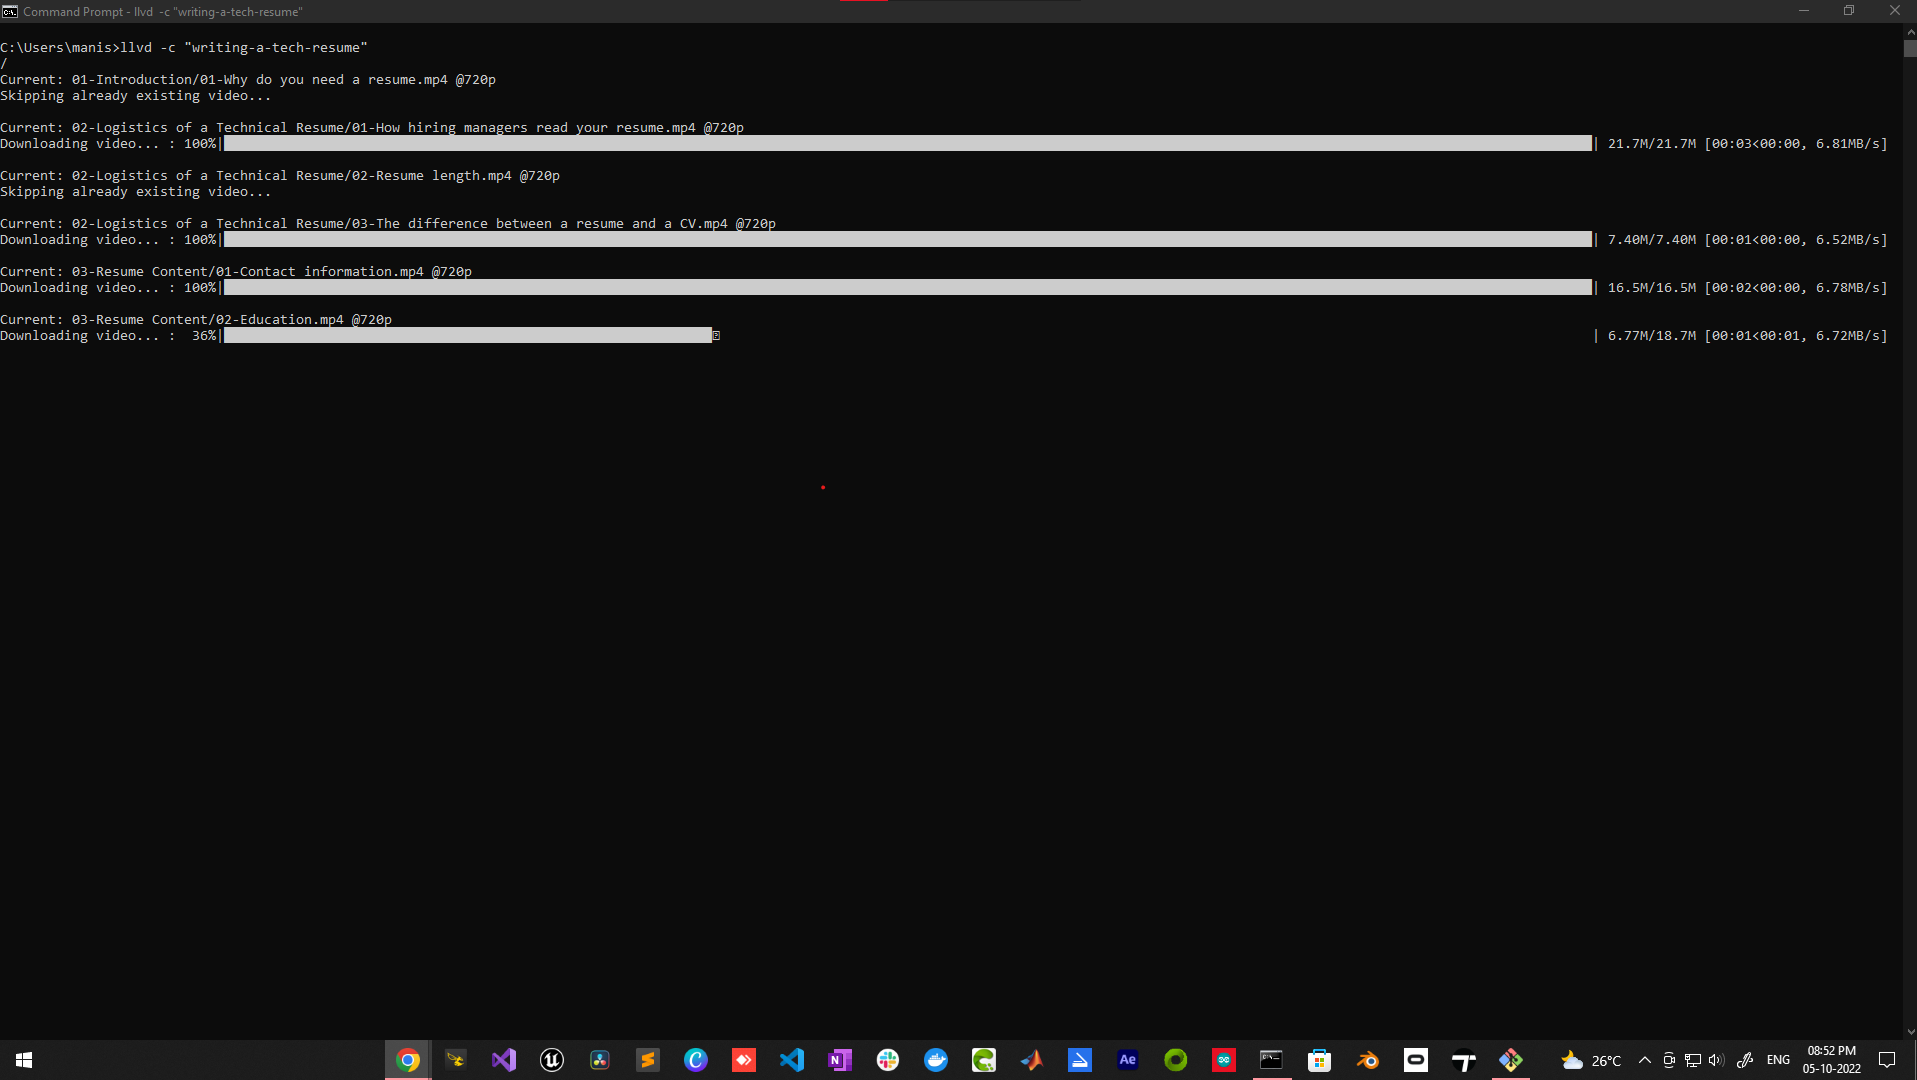 Command Prompt - llvd  -c "writing-a-tech-resume"
C:\Users\manis>llvd -c "writing-a-tech-resume"
/
Current: 01-Introduction/01-Why do you need a resume.mp4 @720p
Skipping already existing video...
Current: 02-Logistics of a Technical Resume/01-How hiring managers read your resume.mp4 @720p
Downloading video... : 100%| | 21.7M/21.7M [00:03<00:00, 6.81MB/s]
Current: 02-Logistics of a Technical Resume/02-Resume length.mp4 @720p
Skipping already existing video...
Current: 02-Logistics of a Technical Resume/03-The difference between a resume and a CV.mp4 @720p
Downloading video... : 100%| | 7.40M/7.40M [00:01<00:00, 6.52MB/s]
Current: 03-Resume Content/01-Contact information.mp4 @720p
Downloading video... : 100%| | 16.5M/16.5M [00:02<00:00, 6.78MB/s]
Current: 03-Resume Content/02-Education.mp4 @720p
Downloading video... :  36%| | 6.77M/18.7M [00:01<00:01, 6.72MB/s]
Ae
26°C
ENG
08:52 PM
05-10-2022